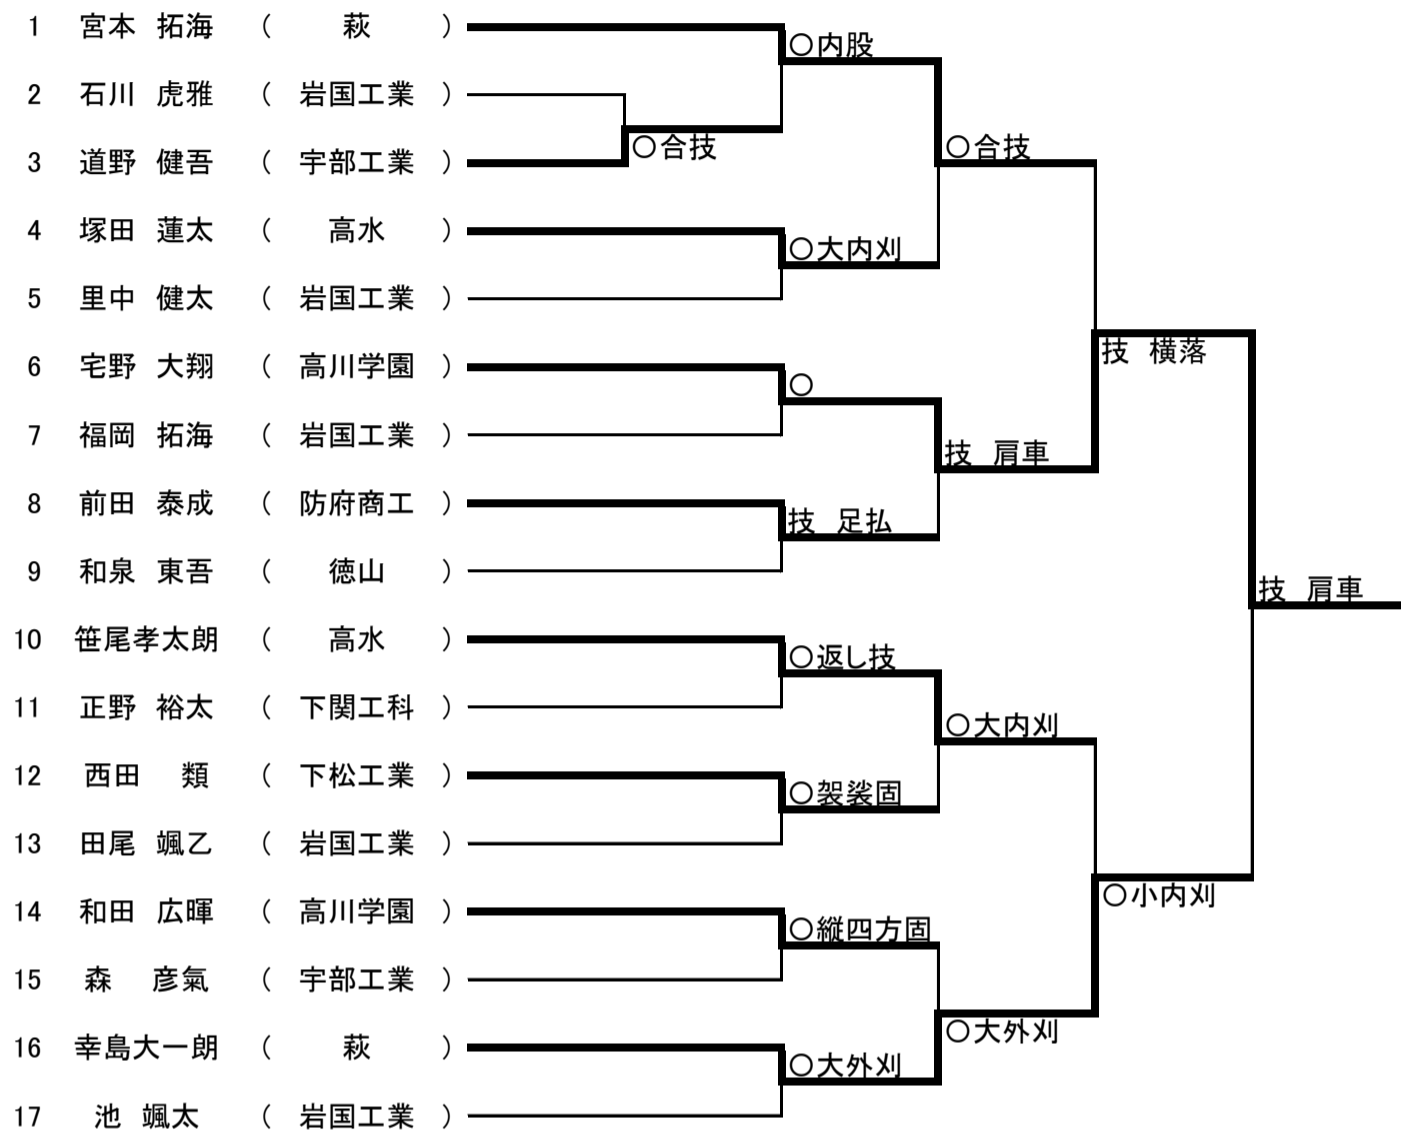 1 宮本 拓海 ( 萩 )
○内股
2 石川 虎雅 ( 岩国工業 )
○合技
○合技
3 道野 健吾 ( 宇部工業 )
4 塚田 蓮太 ( 高水 )
○大内刈
5 里中 健太 ( 岩国工業 )
技 横落
6 宅野 大翔 ( 高川学園 )
○
7 福岡 拓海 ( 岩国工業 )
技 肩車
8 前田 泰成 ( 防府商工 )
技 足払
9 和泉 東吾 ( 徳山 )
技 肩車
10 笹尾孝太朗 ( 高水 )
○返し技
11 正野 裕太 ( 下関工科 )
○大内刈
12 西田 類 ( 下松工業 )
○袈裟固
13 田尾 颯乙 ( 岩国工業 )
○小内刈
14 和田 広暉 ( 高川学園 )
○縦四方固
15 森 彦氣 ( 宇部工業 )
○大外刈
16 幸島大一朗 ( 萩 )
○大外刈
17 池 颯太 ( 岩国工業 )